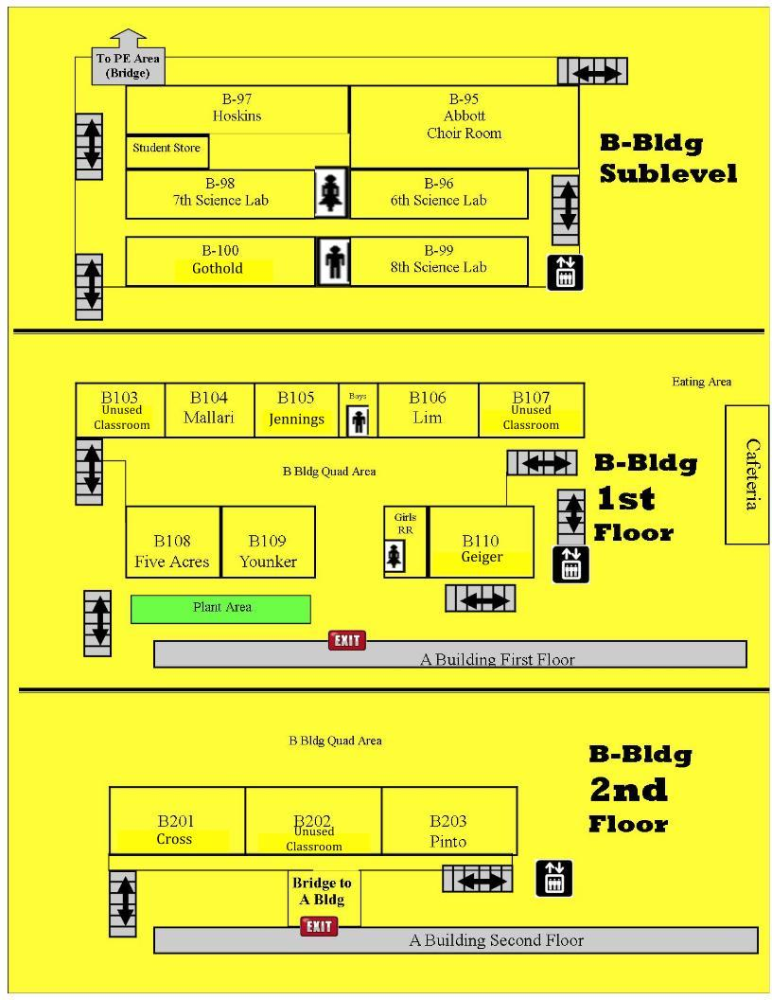 To PE Area
(Bridge)
B-97
Hoskins
B-95
Abbott
Choir Room
Student Store
B-98
7th Science Lab
B-96
6th Science Lab
B-100
Gothold
B-99
8th Science Lab
B-Bldg
Sublevel
B103
Unused
Classroom
B104
Mallari
B105
Jennings
Boys
B106
Lim
B107
Unused
Classroom
Eating Area
Cafeteria
B Bldg Quad Area
B-Bldg
1st
Floor
B108
Five Acres
B109
Younker
Girls
RR
B110
Geiger
Plant Area
EXIT
A Building First Floor
B Bldg Quad Area
B-Bldg
2nd
Floor
B201
Cross
B202
Unused
Classroom
B203
Pinto
Bridge to
A Bldg
EXIT
A Building Second Floor